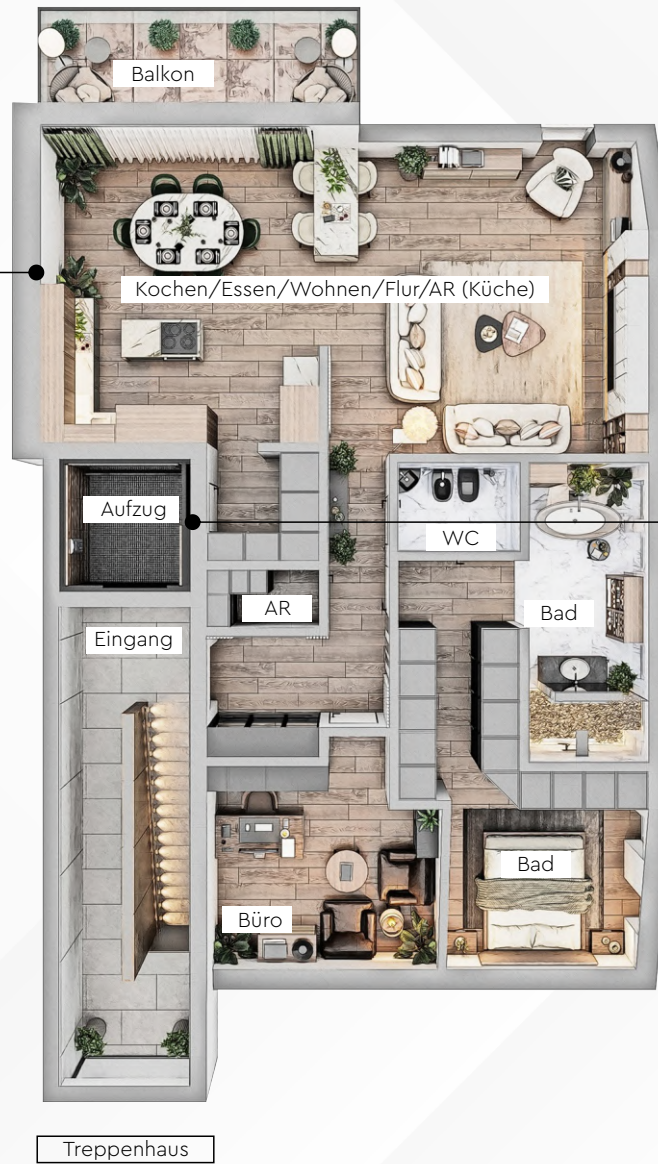 Balkon
Kochen/Essen/Wohnen/Flur/AR (Küche)
Aufzug
WC
AR
Bad
Eingang
Bad
Büro
Treppenhaus